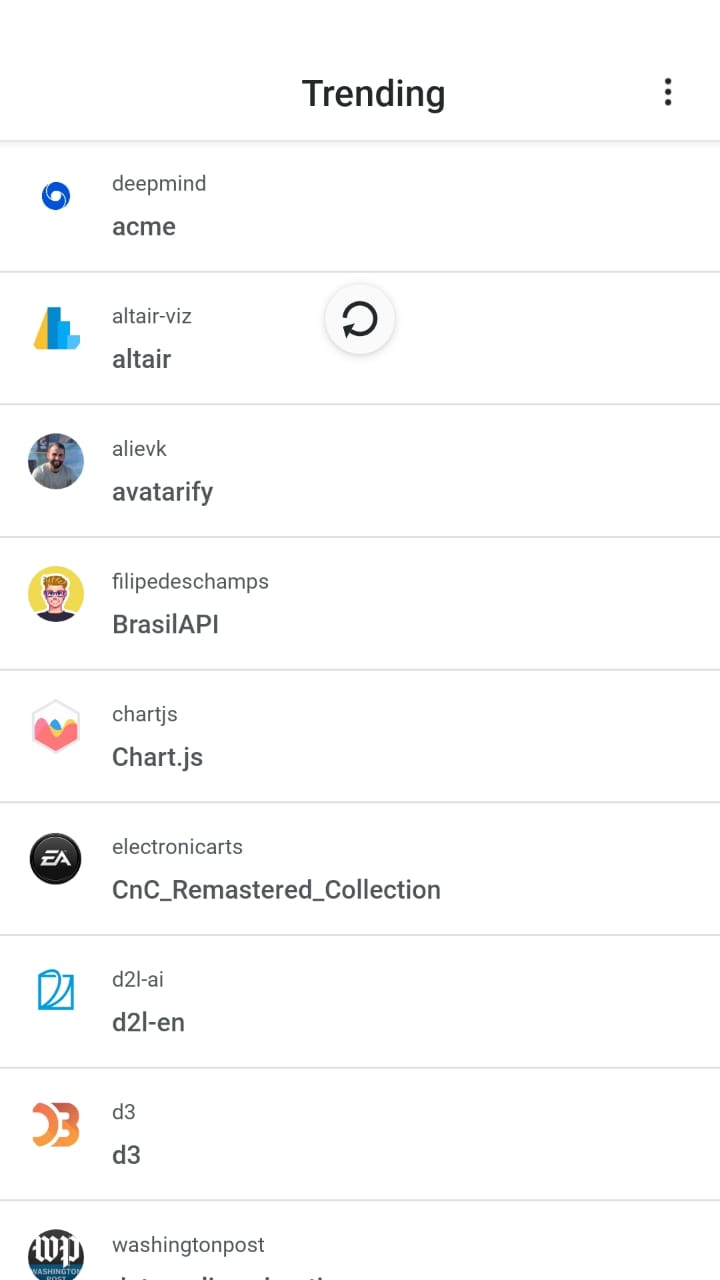 Trending
deepmind
acme
altair-viz
altair
alievk
avatarify
filipedeschamps
BrasilAPI
chartjs
Chart.js
EA
electronicarts
CnC_Remastered_Collection
d2l-ai
d2l-en
d3
d3
washingtonpost
wp
WASHINGTON
POST